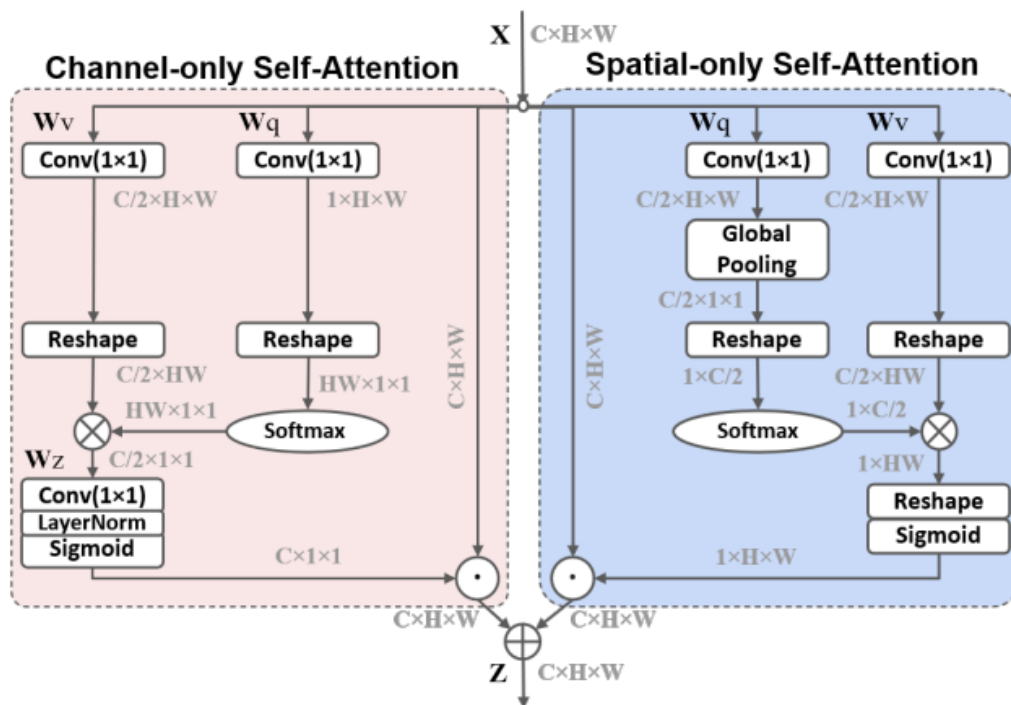 X
C×H×W
Channel-only Self-Attention
Spatial-only Self-Attention
Wv
Wq
Wq
Wv
Conv(1×1)
Conv(1×1)
Conv(1×1)
Conv(1×1)
C/2×H×W
1×H×W
C/2×H×W
C/2×H×W
Global
Pooling
C/2×1×1
Reshape
Reshape
C×H×W
C×H×W
Reshape
Reshape
C/2×HW
HW×1×1
1×C/2
C/2×HW
HW×1×1
Softmax
Softmax
1×C/2
Wz
C/2×1×1
1×HW
Conv(1×1)
LayerNorm
Sigmoid
Reshape
Sigmoid
C×1×1
1×H×W
C×H×W
C×H×W
Z
C×H×W